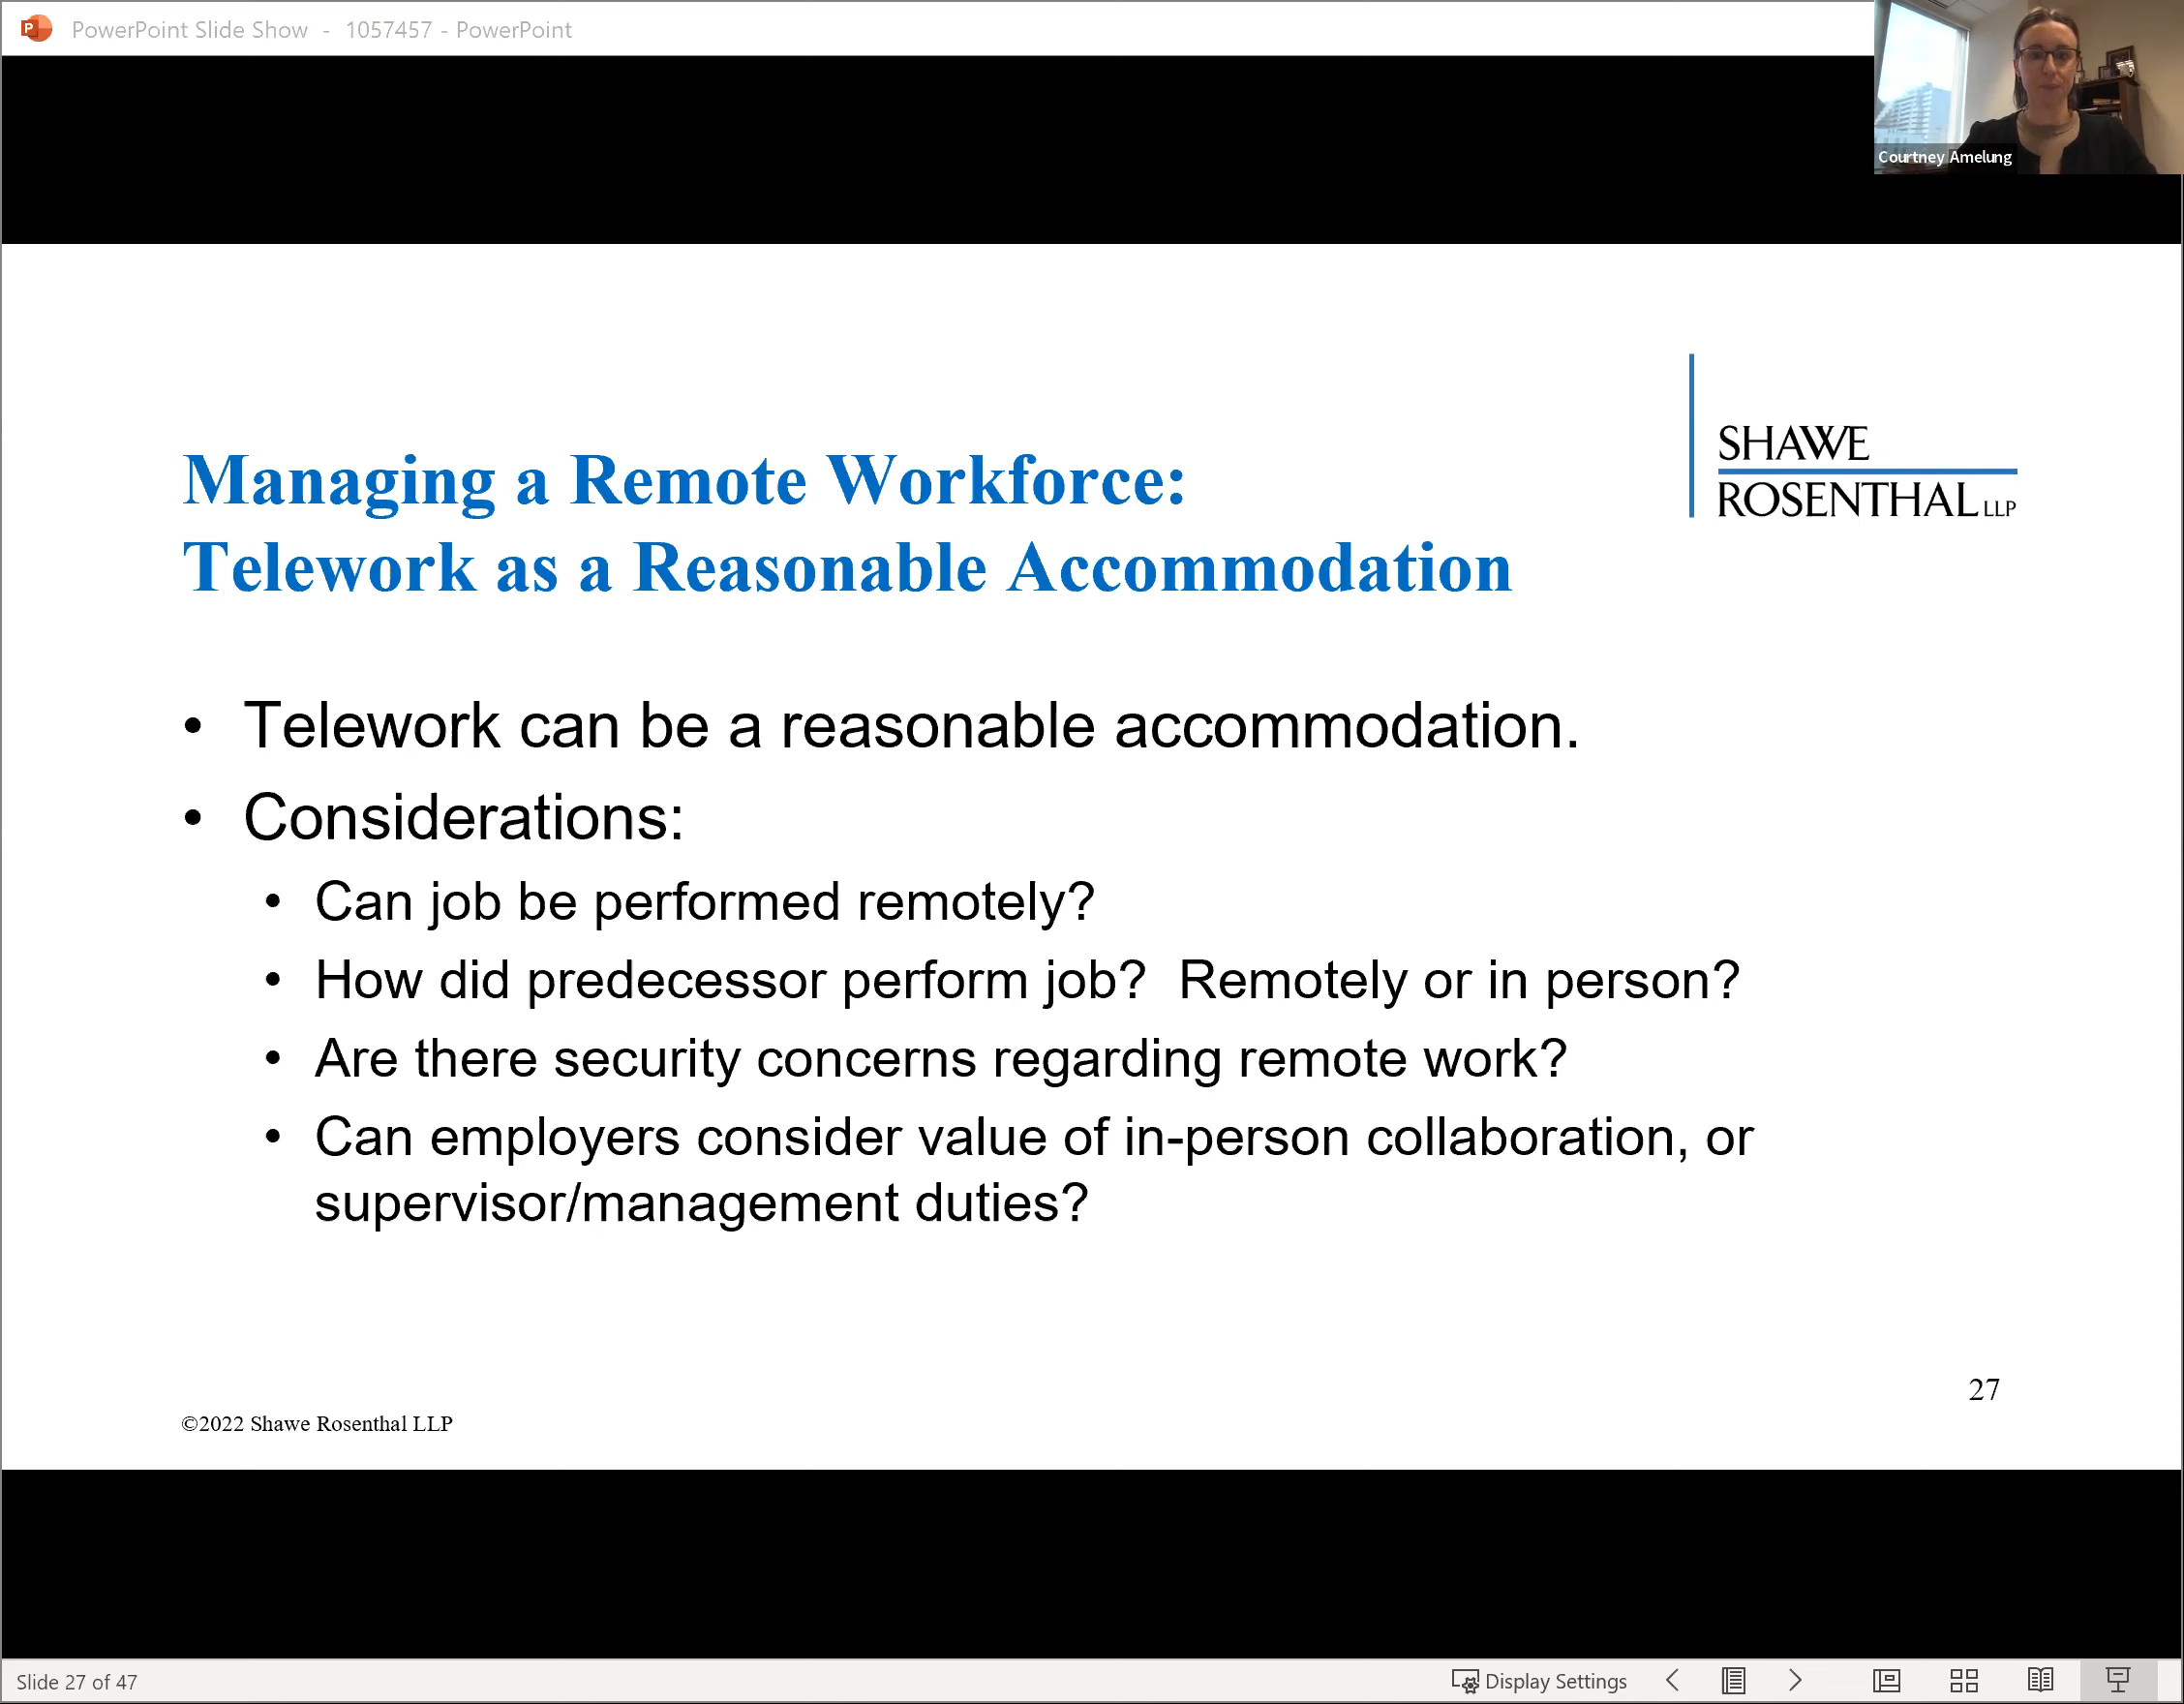 PowerPoint Slide Show - 1057457 - PowerPoint
Courtney Amelung
SHAWE
ROSENTHAL LLP
Managing a Remote Workforce:
Telework as a Reasonable Accommodation
• Telework can be a reasonable accommodation.
• Considerations:
• Can job be performed remotely?
• How did predecessor perform job? Remotely or in person?
• Are there security concerns regarding remote work?
• Can employers consider value of in-person collaboration, or
supervisor/management duties?
27
©2022 Shawe Rosenthal LLP
Slide 27 of 47
Display Settings